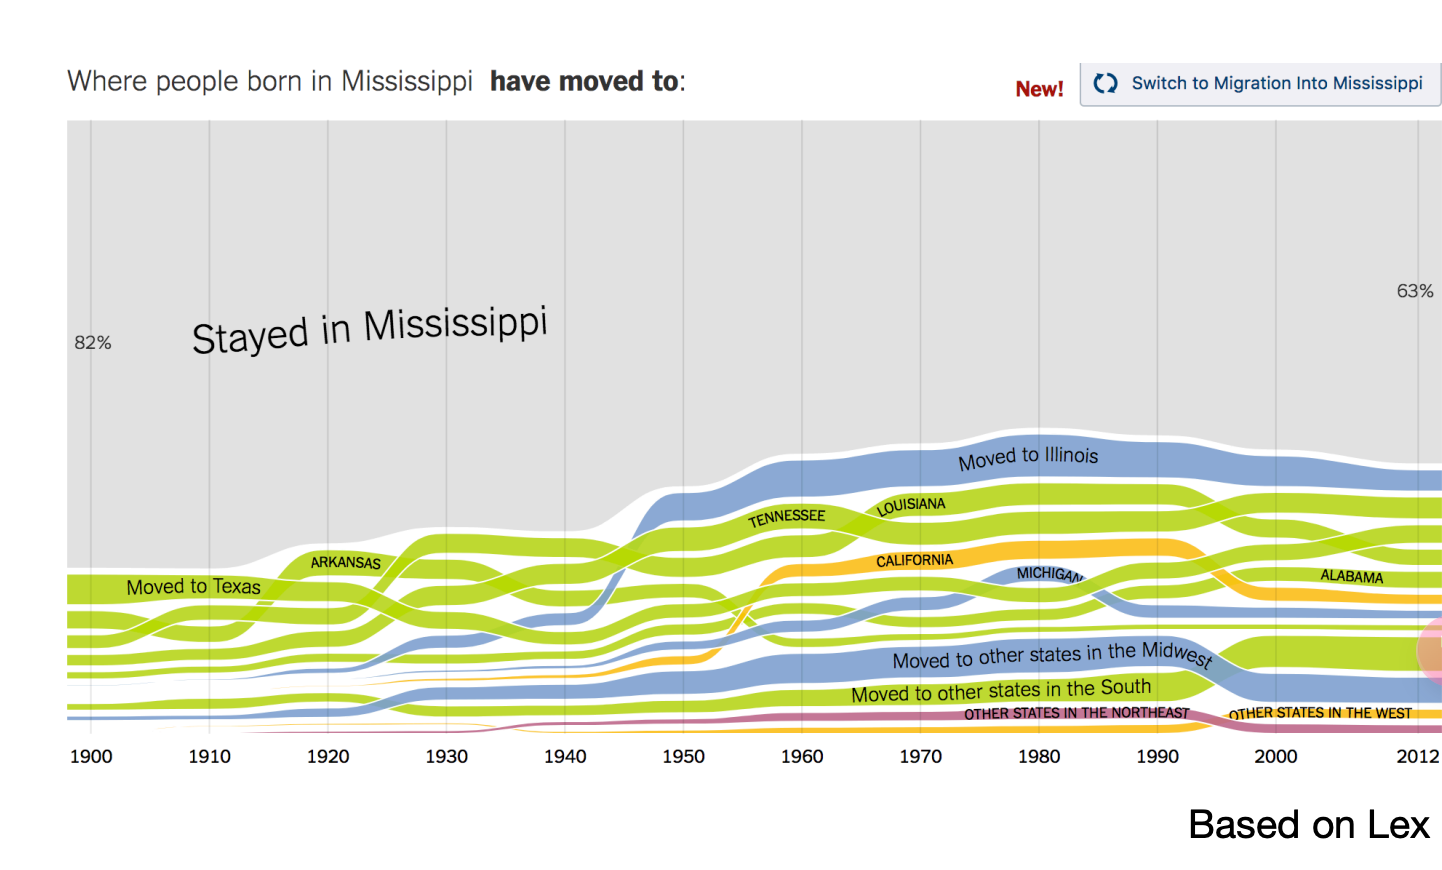 Where people born in Mississippi have moved to:
New!
Switch to Migration Into Mississippi
63%
82%
Stayed in Mississippi
Moved to Illinois
LOUISIANA
TENNESSEE
CALIFORNIA
ARKANSAS
MICHIGAN
ALABAMA
Moved to Texas
Moved to other states in the Midwest
Moved to other states in the South
OTHER STATES IN THE NORTHEAST
OTHER STATES IN THE WEST
1900 1910 1920 1930 1940 1950 1960 1970 1980 1990 2000 2012
Based on Lex